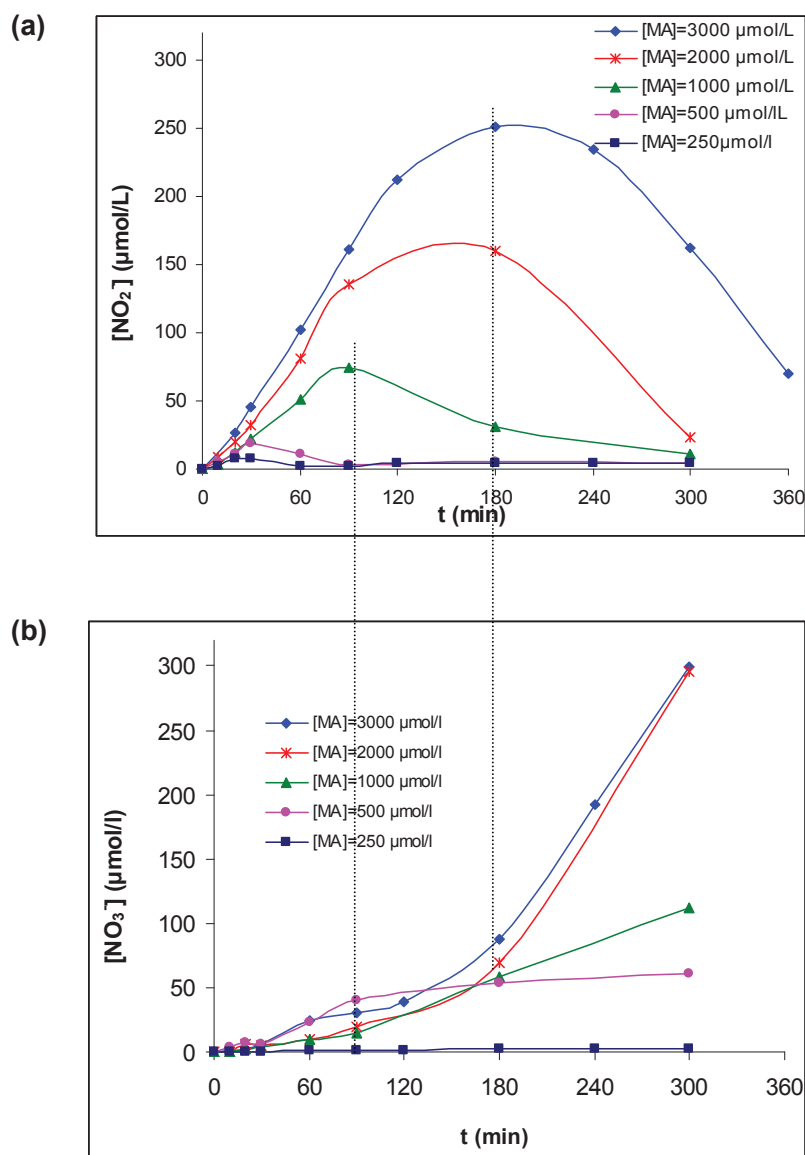 (a)
[MA]=3000 µmol/L
[MA]=2000 µmol/L
[MA]=1000 µmol/L
[MA]=500 µmol/lL
[MA]=250µmol/l
300
250
200
150
100
50
0
[NO₂] (µmol/L)
0 60 120 180 240 300 360
t (min)
(b)
[MA]=3000 µmol/l
[MA]=2000 µmol/l
[MA]=1000 µmol/l
[MA]=500 µmol/l
[MA]=250 µmol/l
300
250
200
150
100
50
0
[NO₃] (µmol/l)
0 60 120 180 240 300
t (min)